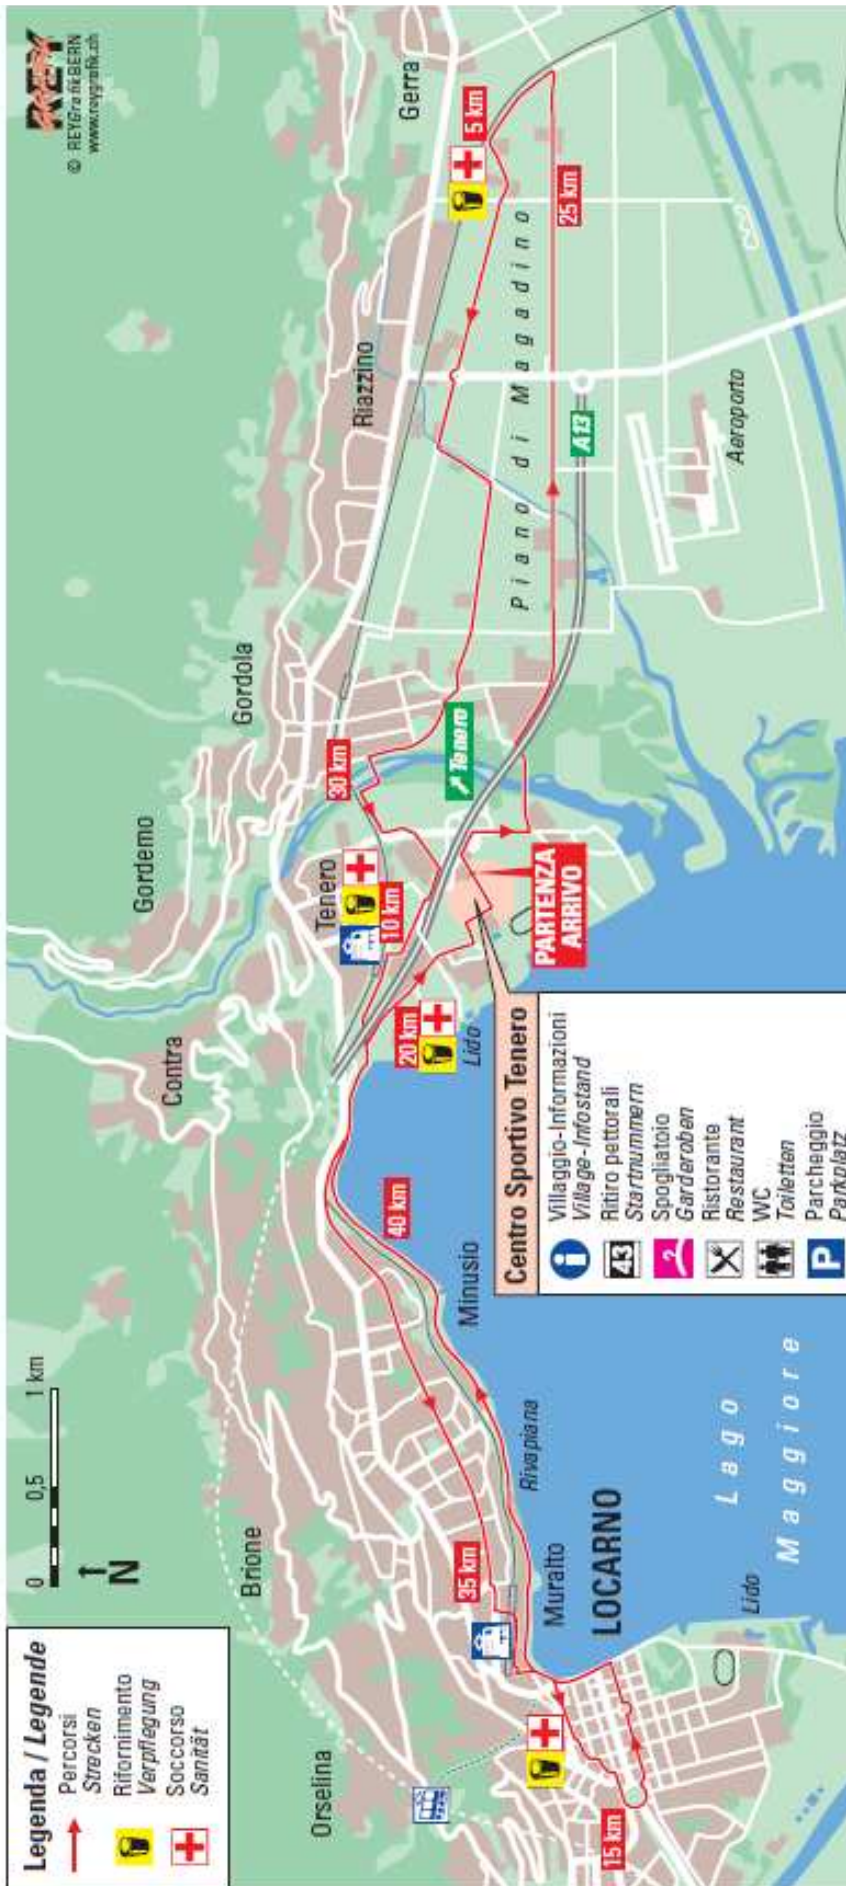 Legenda / Legende
Percorsi
Strecken
Rifornimento
Verpflegung
Soccorso
Sanität
0
0,5
1 km
N
Orselina
Brione
Contra
Gordemo
Gordola
Riazzino
Gerra
REY
© REYGrafikBERN
www.reygrafik.ch
Tenero
30 km
10 km
5 km
25 km
Piano di Magadino
A13
Aeroporto
Tenero
PARTENZA
ARRIVO
20 km
Lido
40 km
Minusio
Rivapiana
35 km
Muralto
LOCARNO
15 km
Lido
Lago
Maggiore
Centro Sportivo Tenero
i
Villaggio-Informazioni
Village-Infostand
43
Ritiro pettorali
Startnummern
Spogliatoio
Garderoben
Ristorante
Restaurant
WC
Toiletten
P
Parcheggio
Parkplatz